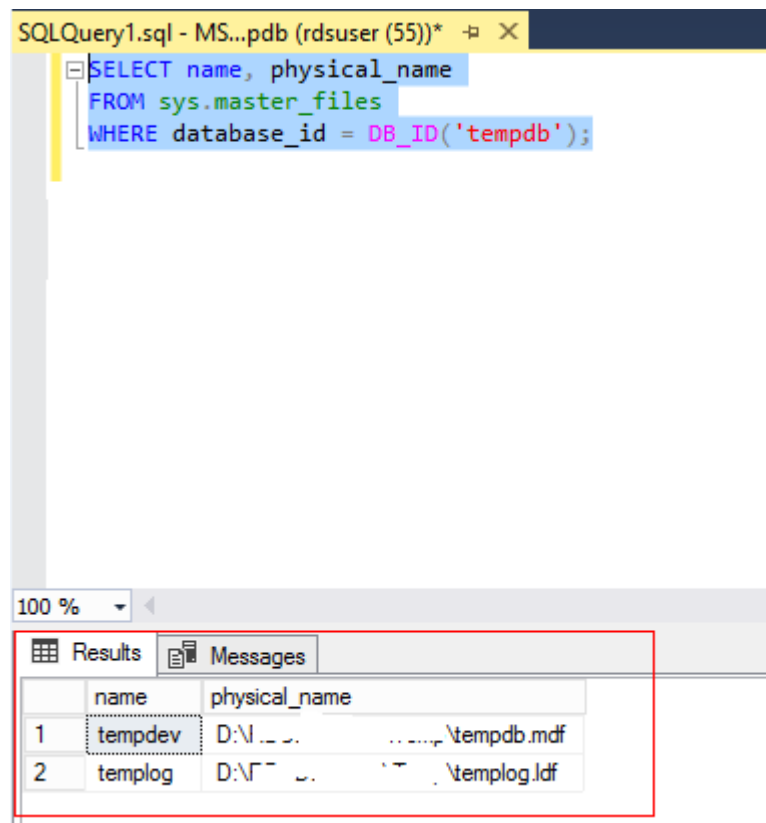 SQLQuery1.sql - MS...pdb (rdsuser (55))*
SELECT name, physical_name
FROM sys.master_files
WHERE database_id = DB_ID('tempdb');
100 %
Results Messages
name physical_name
1 tempdev D:\ \tempdb.mdf
2 templog D:\ \templog.ldf